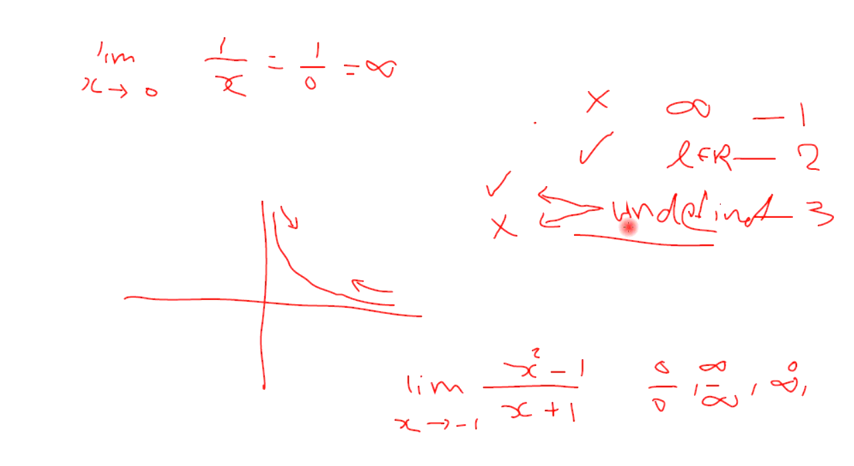 lim x→0 1/x = 1/0 = ∞
× ∞ — 1
✓ l∈R — 2
✓ × undefined — 3
lim x→-1 (x² - 1)/(x + 1) 0/0, ∞/∞, ∞⁰,